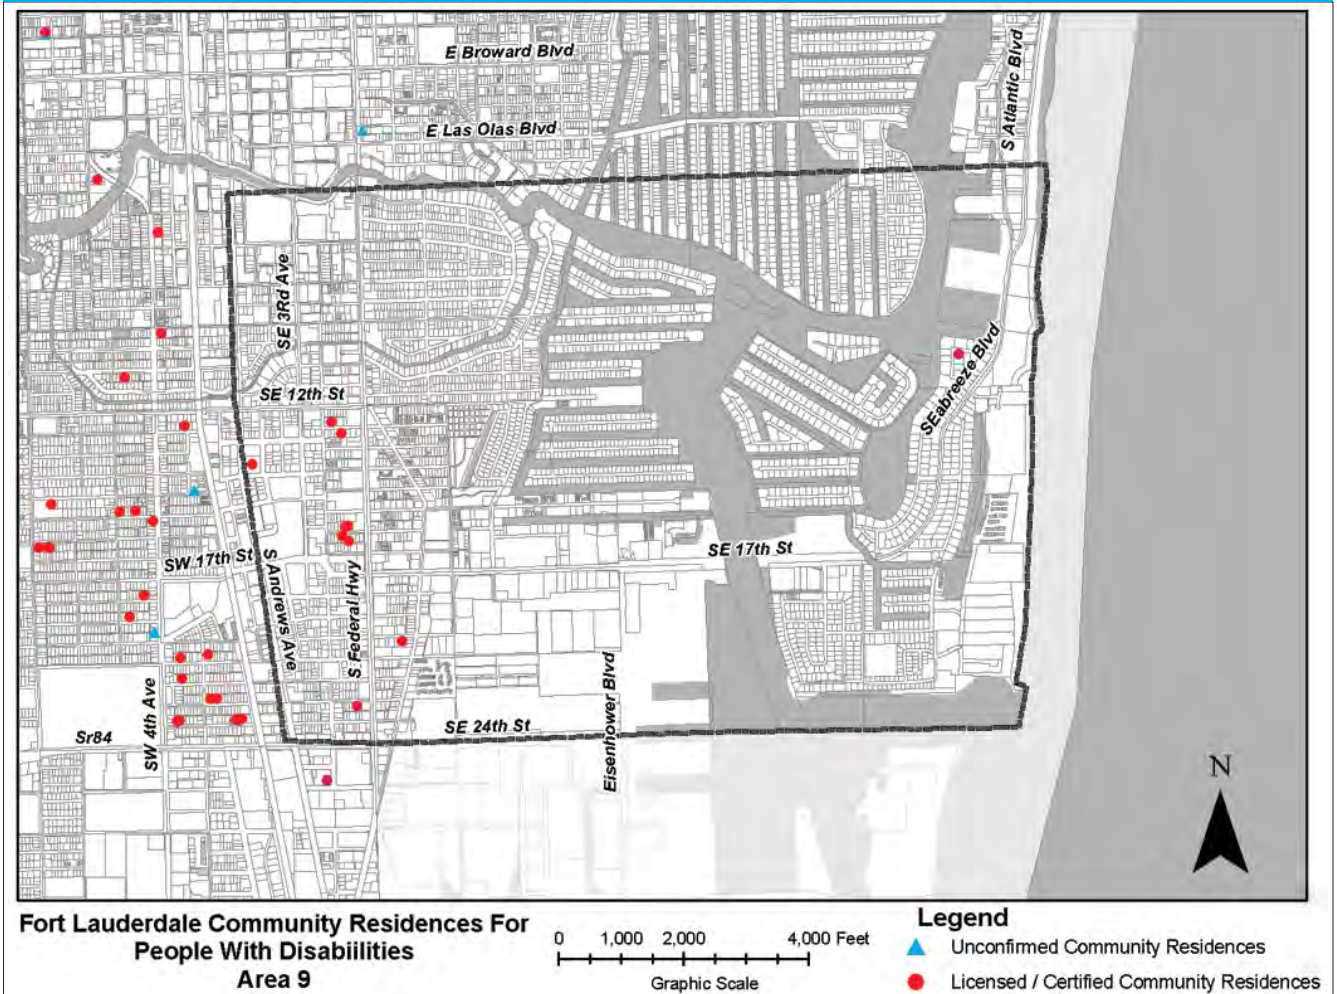 E Broward Blvd
S Atlantic Blvd
E Las Olas Blvd
SE 3Rd Ave
SEabreeze Blvd
SE 12th St
SE 17th St
SW 17th St
S Andrews Ave
S Federal Hwy
Eisenhower Blvd
SW 4th Ave
SE 24th St
Sr84
N
Fort Lauderdale Community Residences For
People With Disabiilities
Area 9
0 1,000 2,000 4,000 Feet
Graphic Scale
Legend
Unconfirmed Community Residences
Licensed / Certified Community Residences